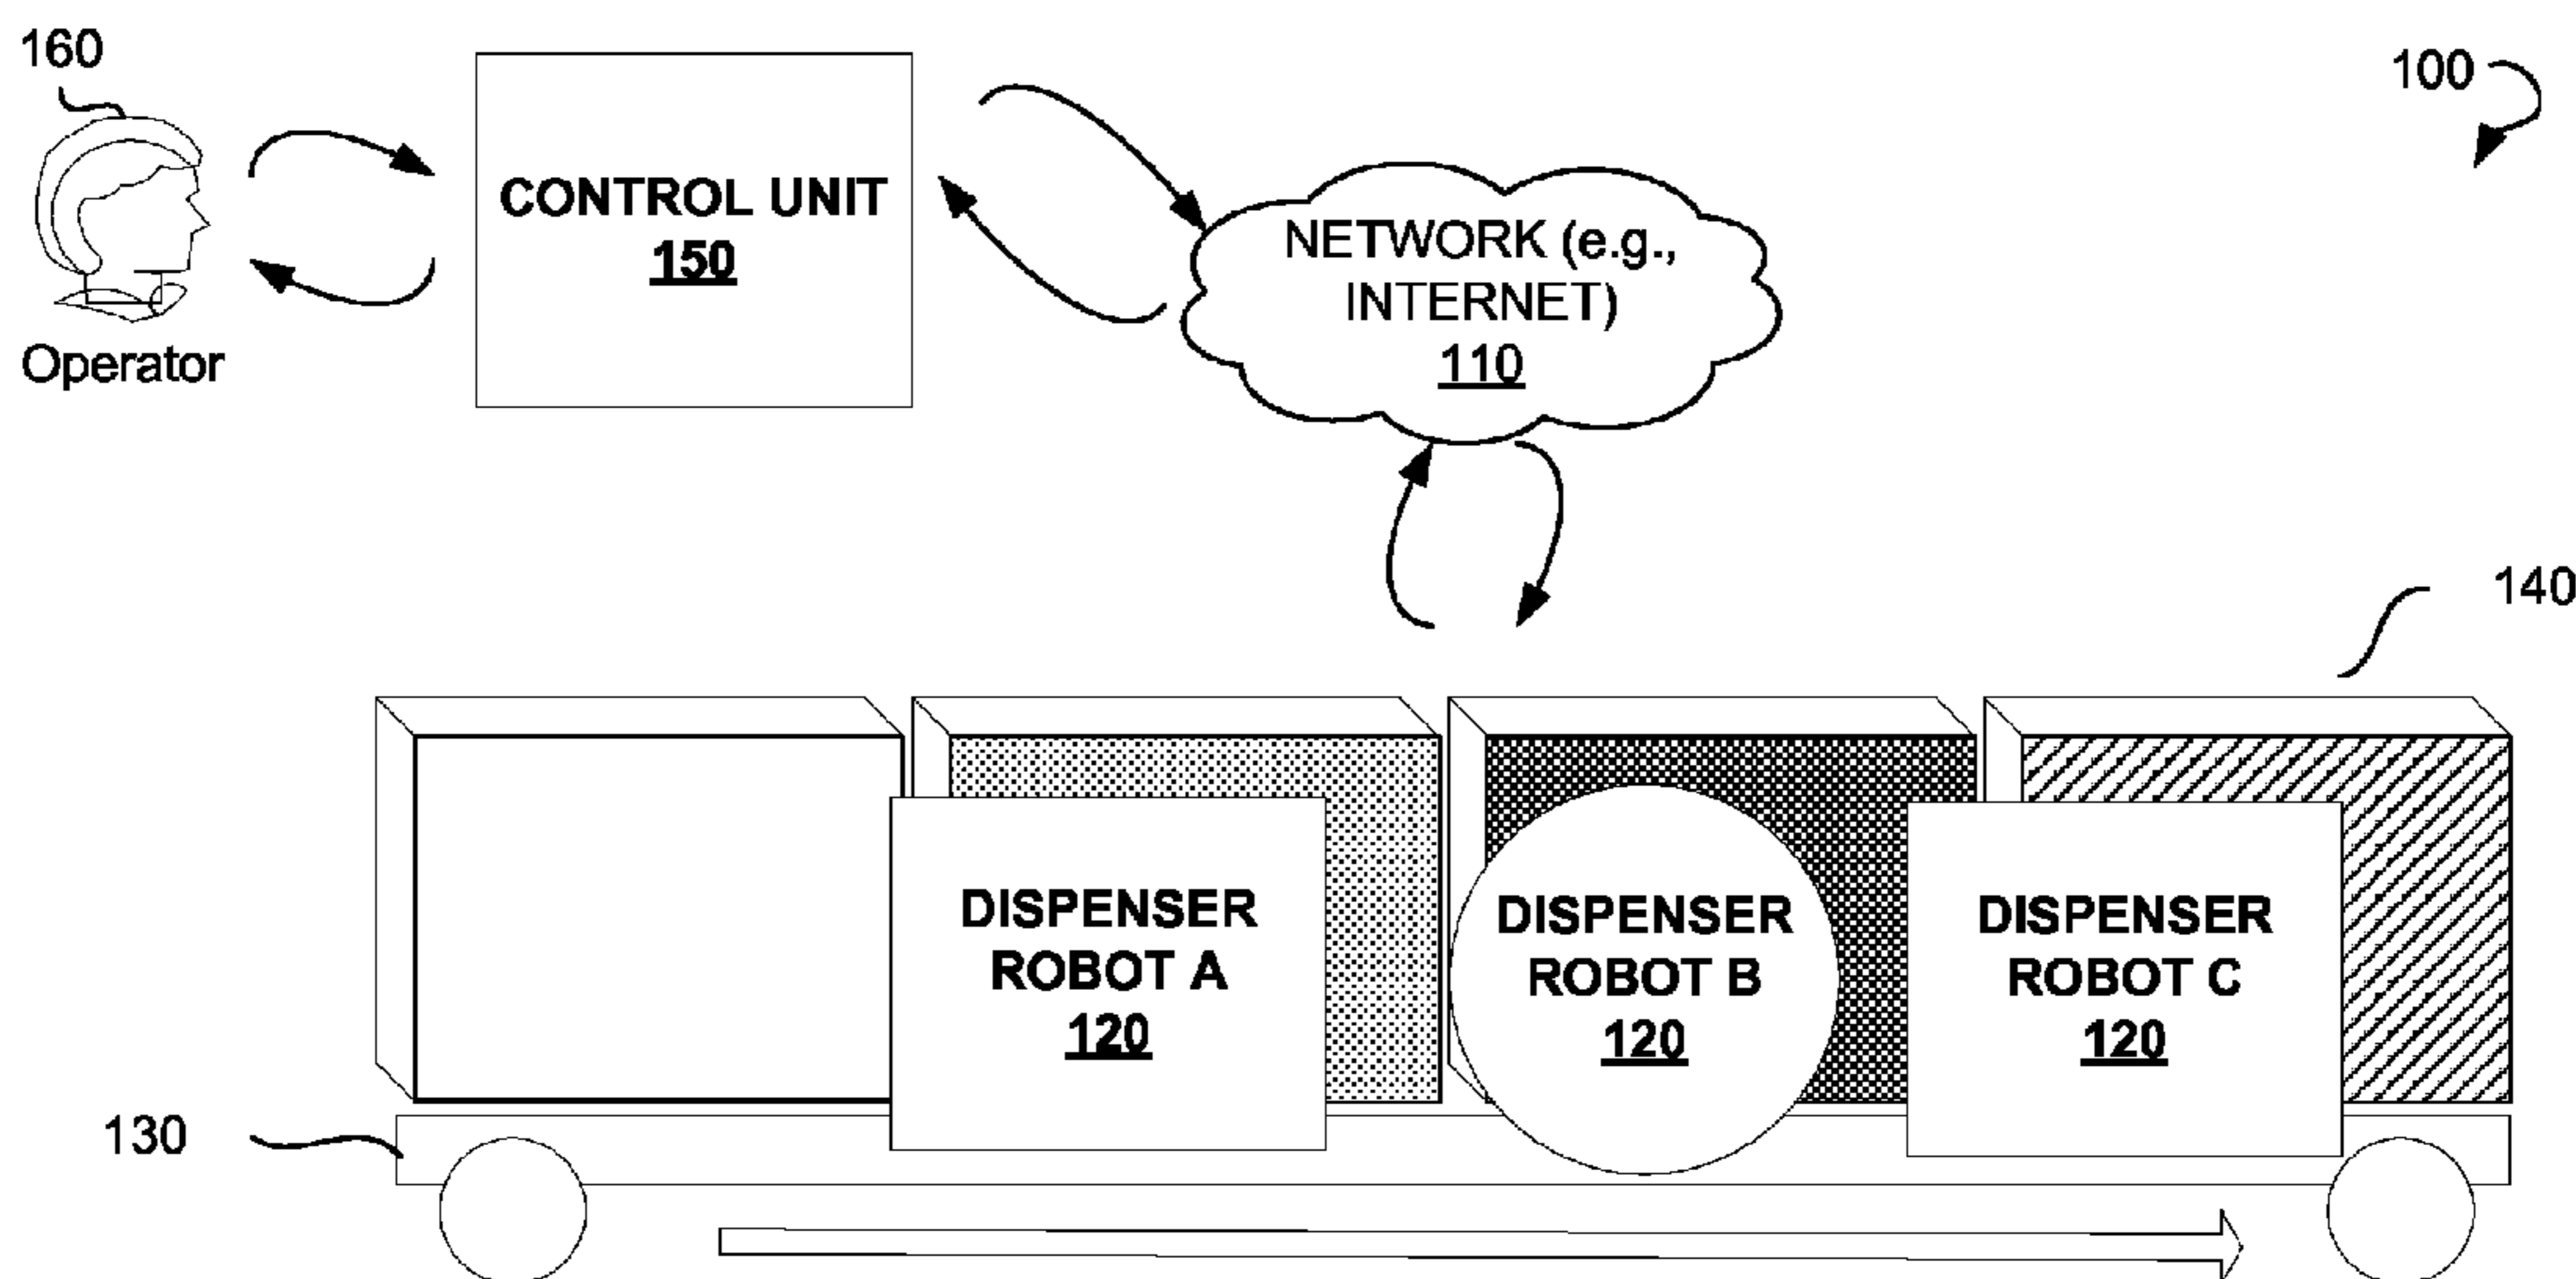 160
Operator
CONTROL UNIT
150
NETWORK (e.g.,
INTERNET)
110
100
140
DISPENSER
ROBOT A
120
DISPENSER
ROBOT B
120
DISPENSER
ROBOT C
120
130